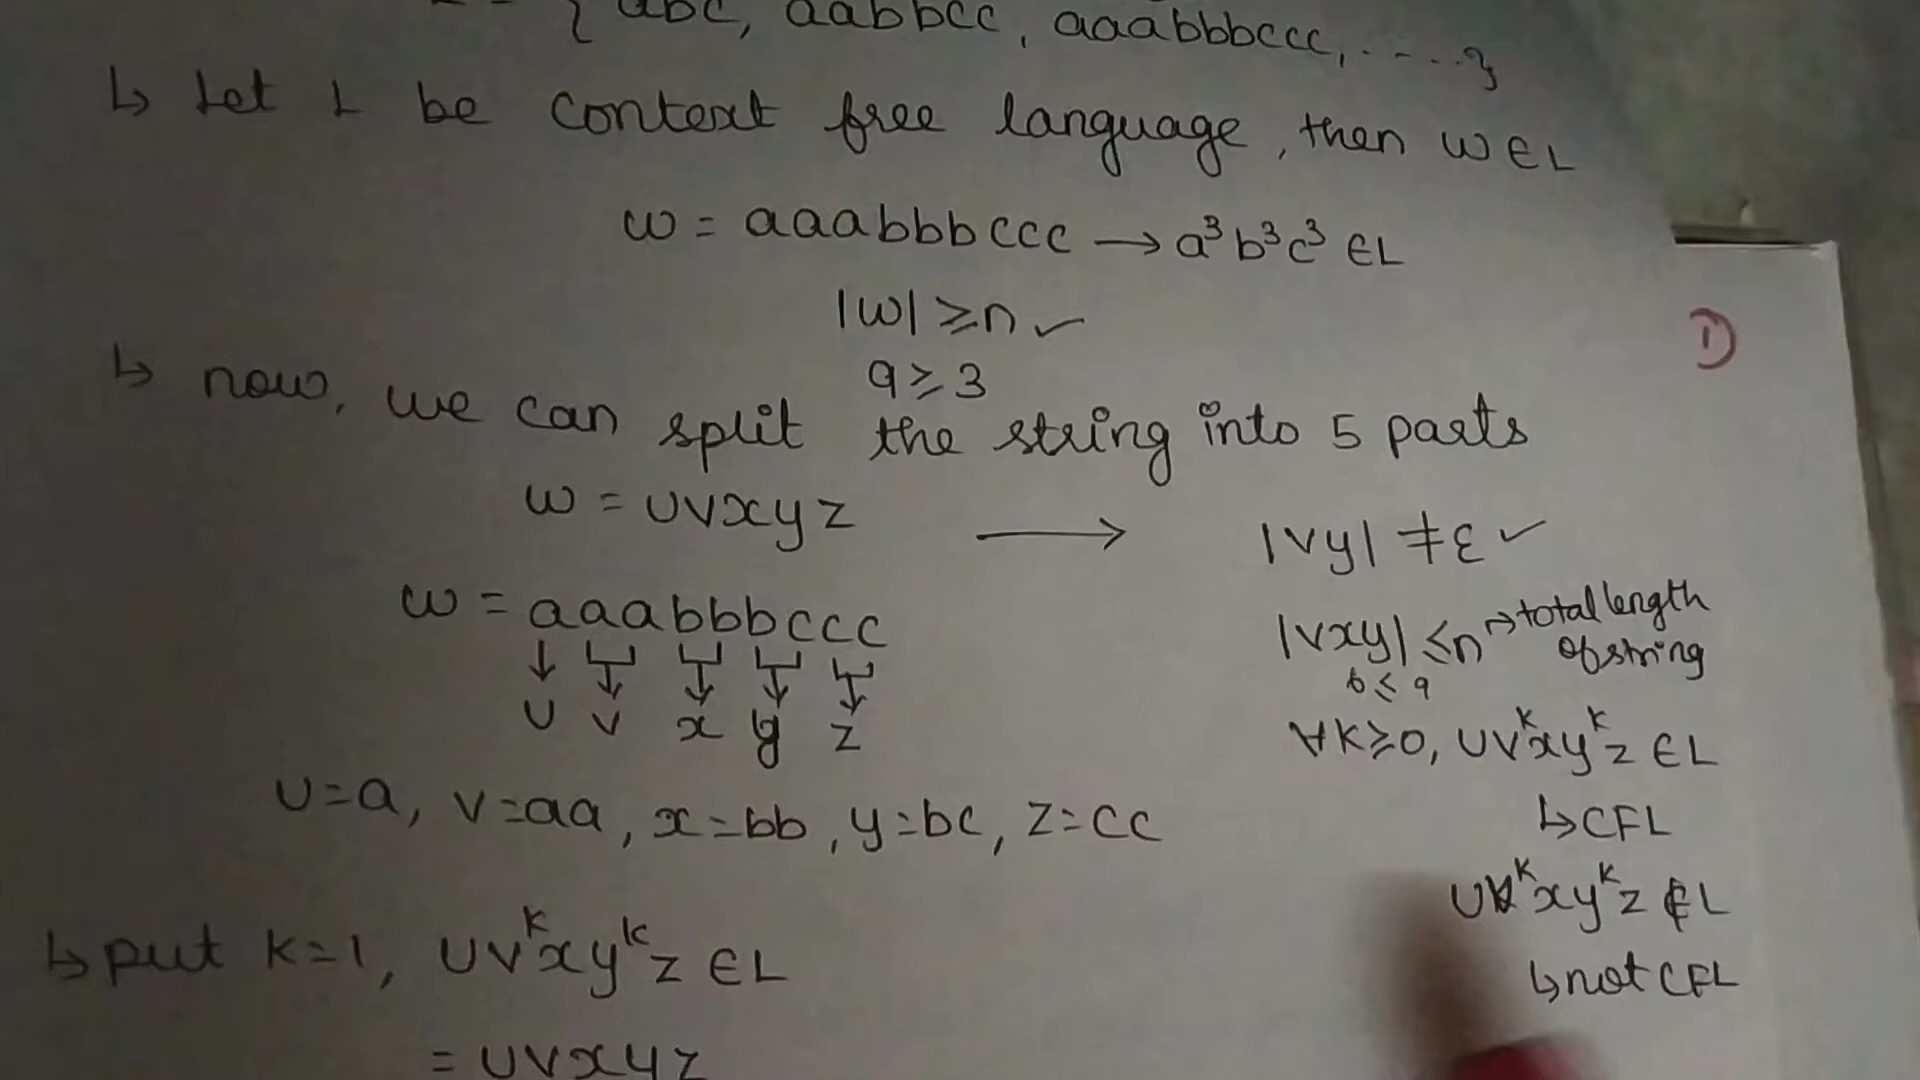 { abc, aabbcc, aaabbbccc, ....}
↳ Let L be context free language, then w∈L
w = aaabbbccc → a³b³c³ ∈L
|w| ≥n ✓
9≥3
↳ now, we can split the string into 5 parts
w = uvxyz → |vy| ≠ε ✓
w = aaabbbccc
u v x y z
|vxy| ≤n → total length of string
6≤9
∀k≥0, uvᵏxyᵏz ∈L
↳CFL
u=a, v=aa, x=bb, y=bc, z=cc
uvᵏxyᵏz ∉L
↳not CFL
↳put k=1, uvᵏxyᵏz ∈L
= uvxyz
①